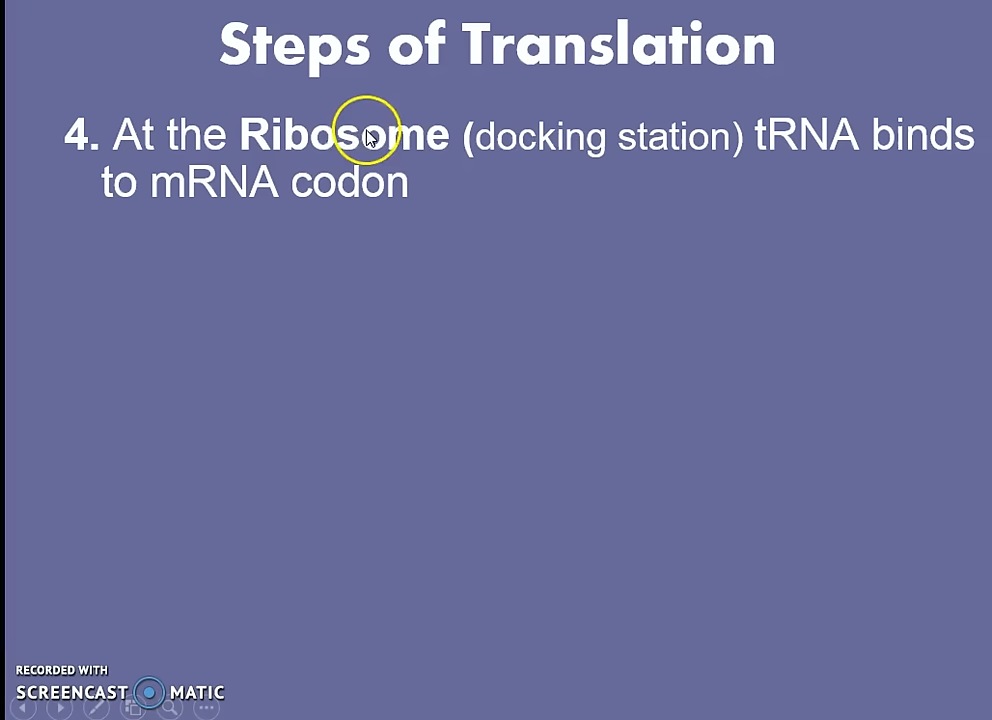 Steps of Translation
4. At the Ribosome (docking station) tRNA binds
to mRNA codon
RECORDED WITH
SCREENCAST MATIC